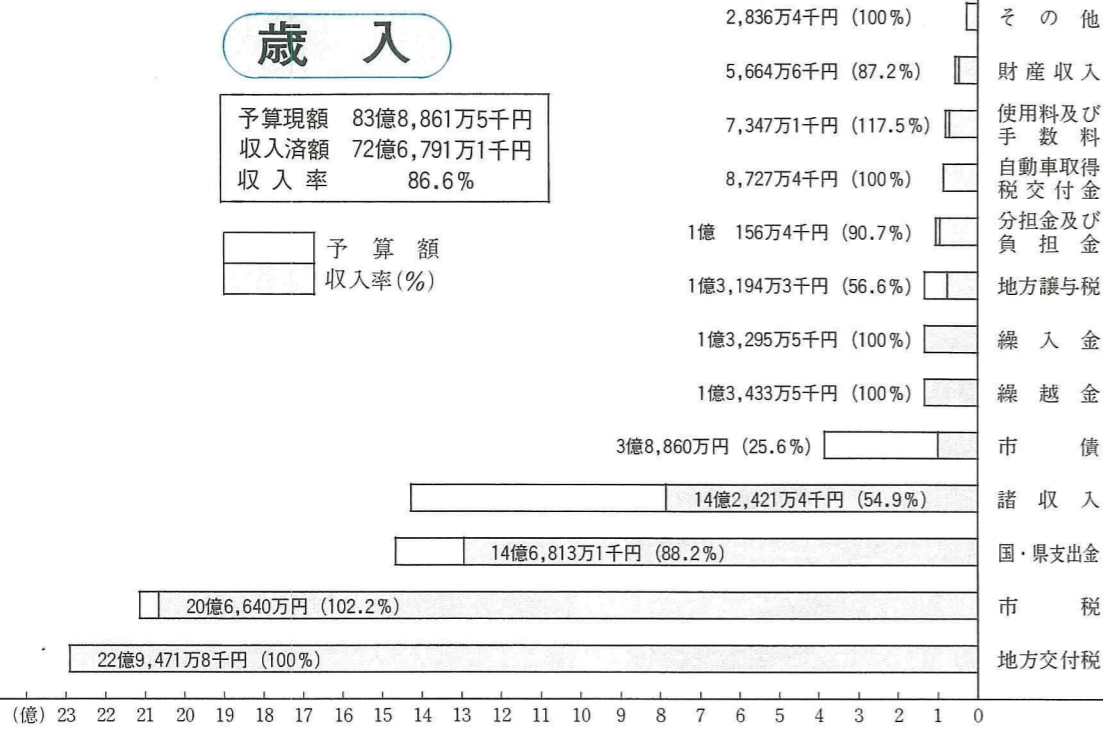 歳入
予算現額 83億8,861万5千円
収入済額 72億6,791万1千円
収入率 86.6%
予算額
収入率(%)
2,836万4千円 (100%) その他
5,664万6千円 (87.2%) 財産収入
7,347万1千円 (117.5%) 使用料及び
手数料
8,727万4千円 (100%) 自動車取得
税交付金
1億 156万4千円 (90.7%) 分担金及び
負担金
1億3,194万3千円 (56.6%) 地方譲与税
1億3,295万5千円 (100%) 繰入金
1億3,433万5千円 (100%) 繰越金
3億8,860万円 (25.6%) 市債
14億2,421万4千円 (54.9%) 諸収入
14億6,813万1千円 (88.2%) 国・県支出金
20億6,640万円 (102.2%) 市税
22億9,471万8千円 (100%) 地方交付税
(億) 23 22 21 20 19 18 17 16 15 14 13 12 11 10 9 8 7 6 5 4 3 2 1 0